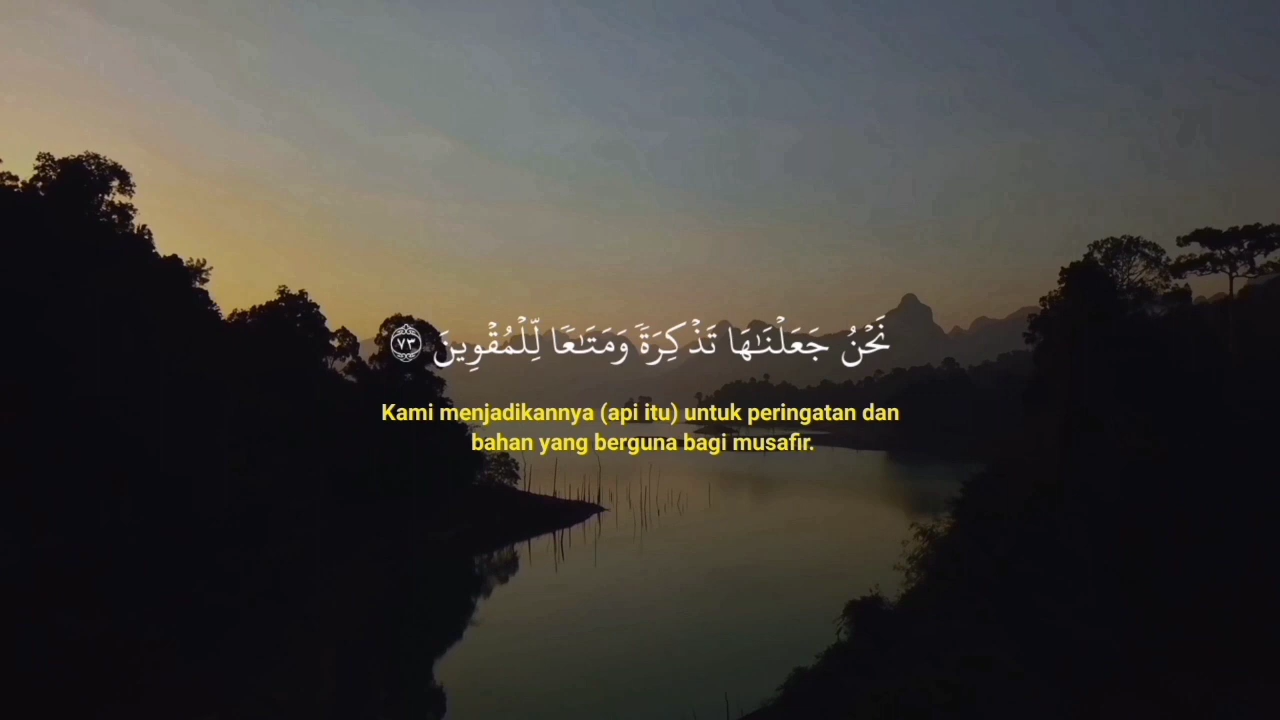 نَحْنُ جَعَلْنَٰهَا تَذْكِرَةً وَمَتَٰعًا لِّلْمُقْوِينَ ٧٣
Kami menjadikannya (api itu) untuk peringatan dan
bahan yang berguna bagi musafir.